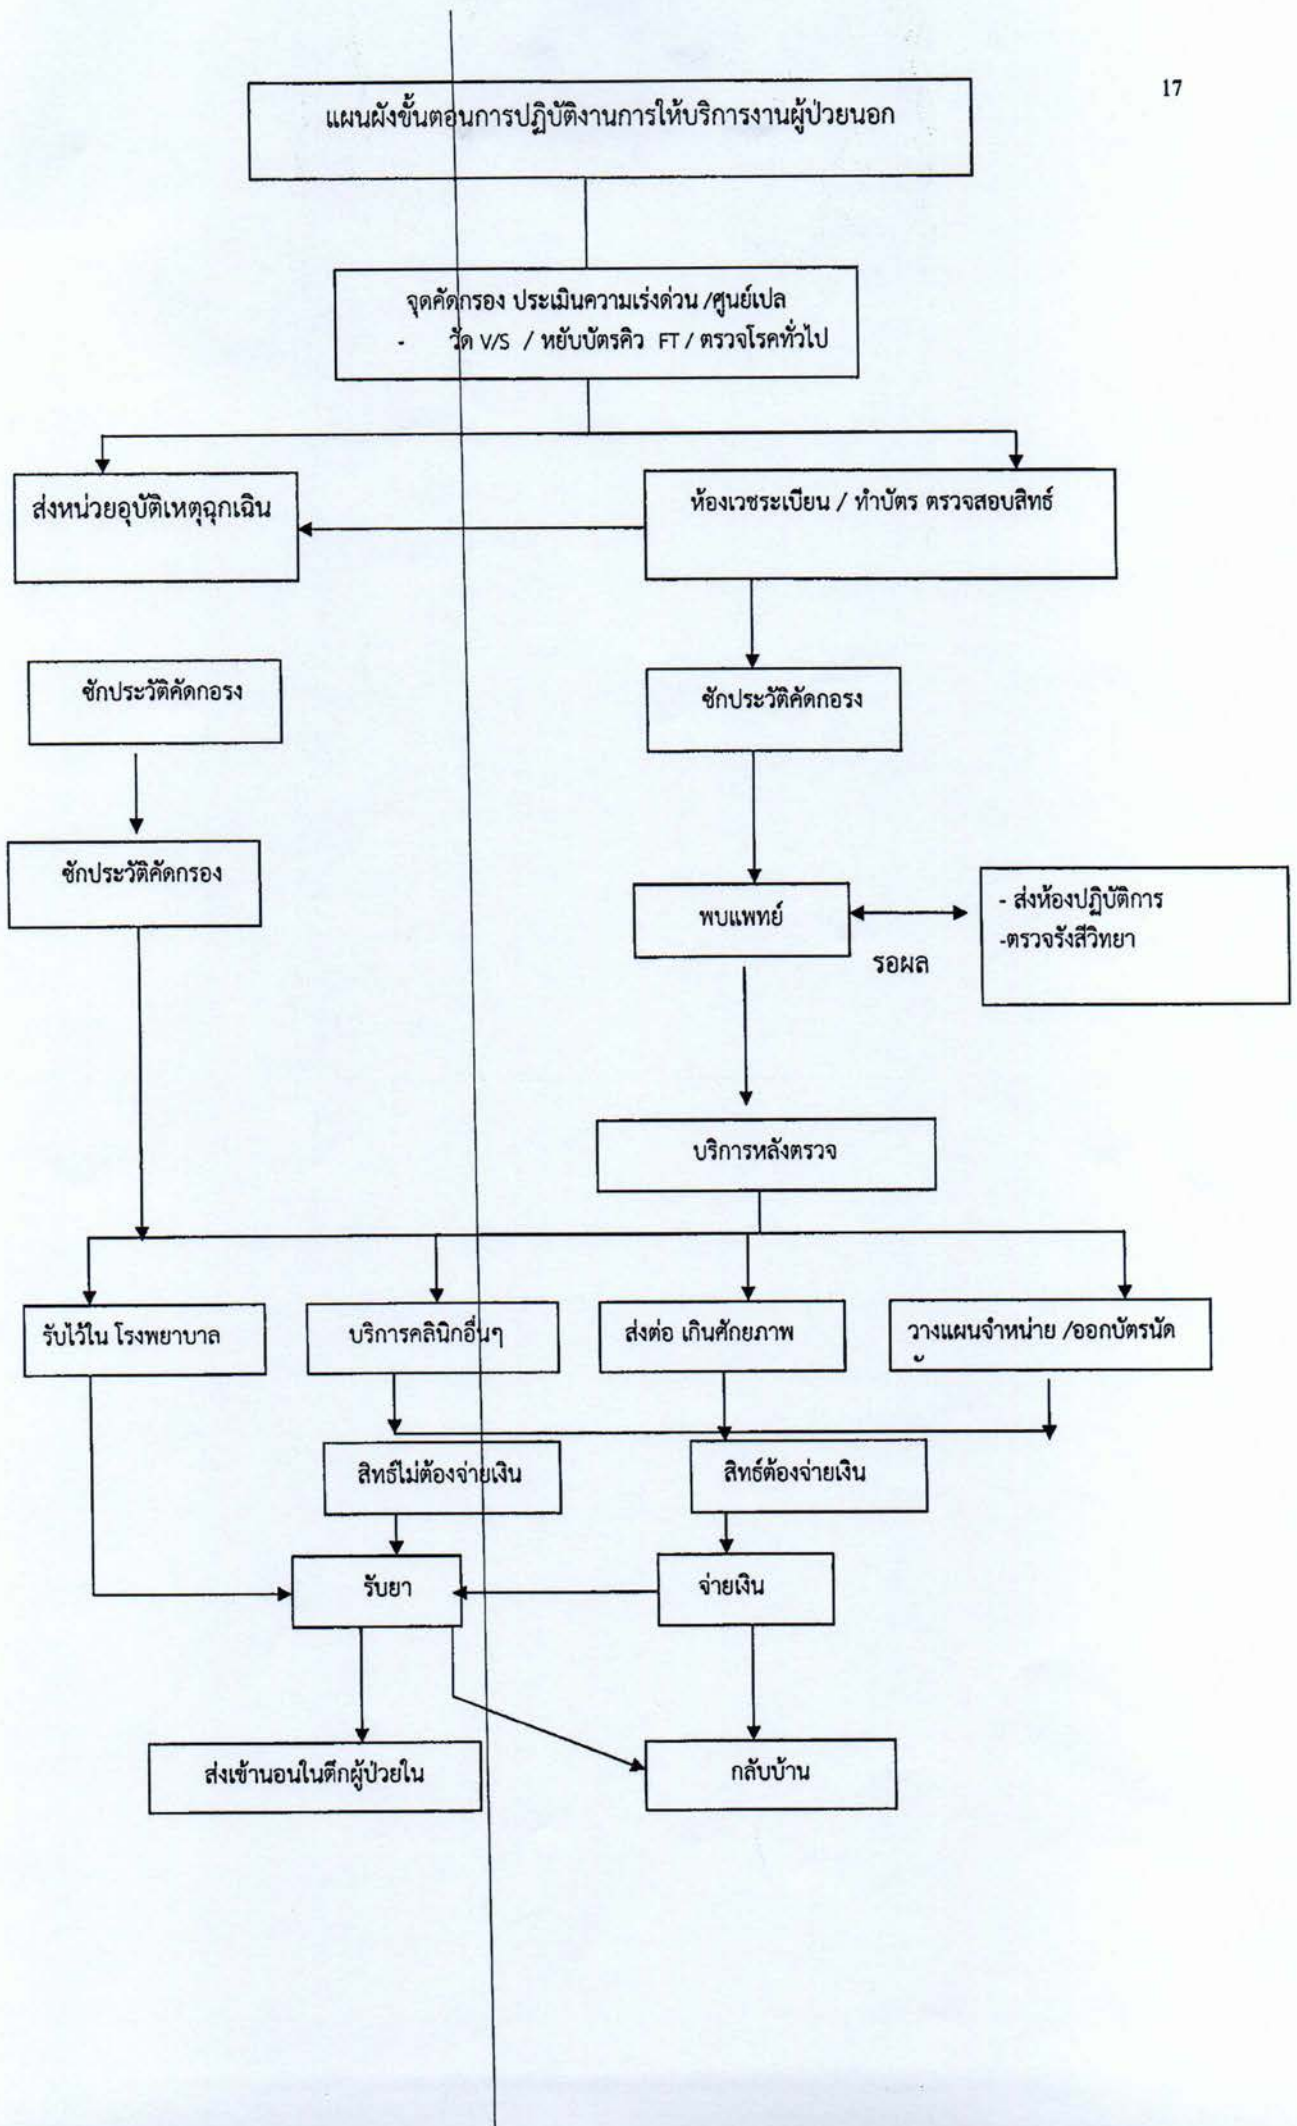 17
แผนผังขั้นตอนการปฏิบัติงานการให้บริการงานผู้ป่วยนอก
จุดคัดกรอง ประเมินความเร่งด่วน /ศูนย์เปล
- วัด V/S / หยับบัตรคิว FT / ตรวจโรคทั่วไป
ส่งหน่วยอุบัติเหตุฉุกเฉิน
ห้องเวชระเบียน / ทำบัตร ตรวจสอบสิทธ์
ซักประวัติคัดกอรง
ซักประวัติคัดกอรง
ซักประวัติคัดกรอง
พบแพทย์
- ส่งห้องปฏิบัติการ
-ตรวจรังสีวิทยา
รอผล
บริการหลังตรวจ
รับไว้ใน โรงพยาบาล
บริการคลินิกอื่นๆ
ส่งต่อ เกินศักยภาพ
วางแผนจำหน่าย /ออกบัตรนัด
สิทธ์ไม่ต้องจ่ายเงิน
สิทธ์ต้องจ่ายเงิน
รับยา
จ่ายเงิน
ส่งเข้านอนในตึกผู้ป่วยใน
กลับบ้าน